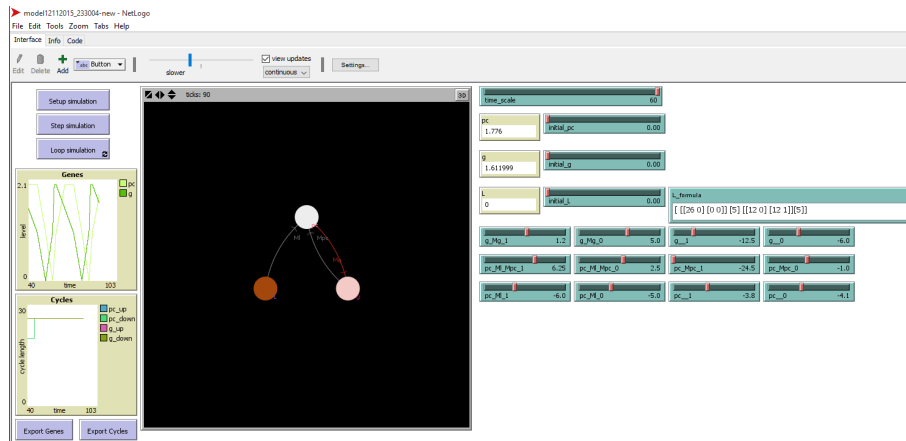 model12112015_233004-new - NetLogo
File Edit Tools Zoom Tabs Help
Interface Info Code
Edit Delete Add Button
slower
view updates
continuous
Settings...
Setup simulation
Step simulation
Loop simulation
ticks: 90
3D
time_scale 60
pc
1.776
initial_pc 0.00
g
1.611999
initial_g 0.00
L
0
initial_L 0.00
L_formula
[ [[26 0] [0 0]] [5] [[12 0] [12 1]][5]]
g_Mg_1 1.2
g_Mg_0 5.0
g__1 -12.5
g__0 -6.0
pc_Ml_Mpc_1 6.25
pc_Ml_Mpc_0 2.5
pc_Mpc_1 -24.5
pc_Mpc_0 -1.0
pc_Ml_1 -6.0
pc_Ml_0 -5.0
pc__1 -3.8
pc__0 -4.1
Genes
2.1
level
0
40 time 103
pc
g
Cycles
30
cycle length
0
40 time 103
pc_up
pc_down
g_up
g_down
Export Genes
Export Cycles
Ml
Mpc
Mg